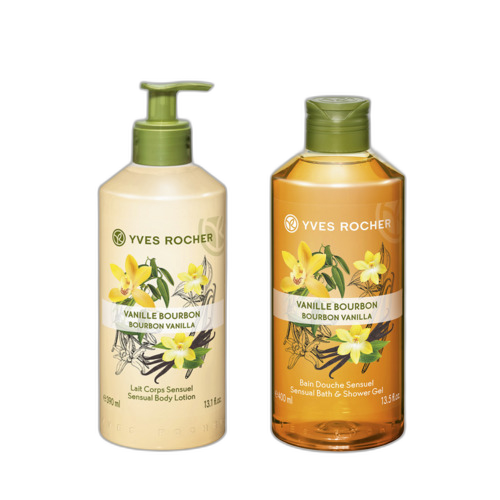 YVES ROCHER
VANILLE BOURBON
BOURBON VANILLA
Lait Corps Sensuel
Sensual Body Lotion
e 390 ml 13.1 fl.oz.
YVES ROCHER
VANILLE BOURBON
BOURBON VANILLA
Bain Douche Sensuel
Sensual Bath & Shower Gel
e 400 ml 13.5 fl.oz.